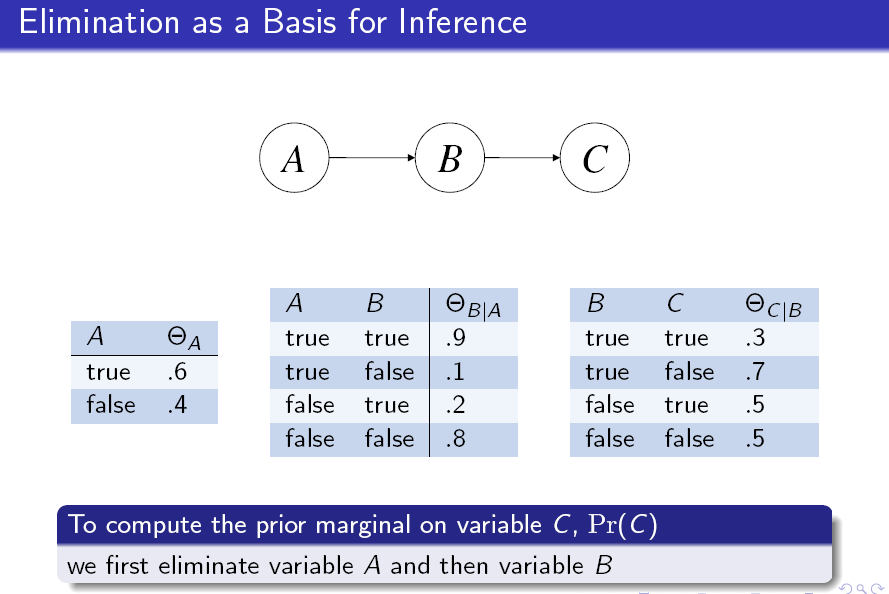 Elimination as a Basis for Inference
A B C
A Θ_A
true .6
false .4
A B Θ_{B|A}
true true .9
true false .1
false true .2
false false .8
B C Θ_{C|B}
true true .3
true false .7
false true .5
false false .5
To compute the prior marginal on variable C, Pr(C)
we first eliminate variable A and then variable B